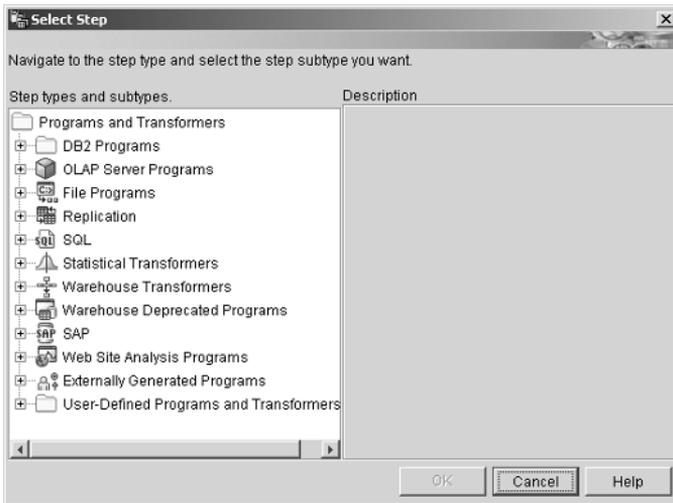 Select Step
Navigate to the step type and select the step subtype you want.
Step types and subtypes.
Description
Programs and Transformers
DB2 Programs
OLAP Server Programs
File Programs
Replication
SQL SQL
Statistical Transformers
Warehouse Transformers
Warehouse Deprecated Programs
SAP SAP
Web Site Analysis Programs
Externally Generated Programs
User-Defined Programs and Transformers
OK
Cancel
Help